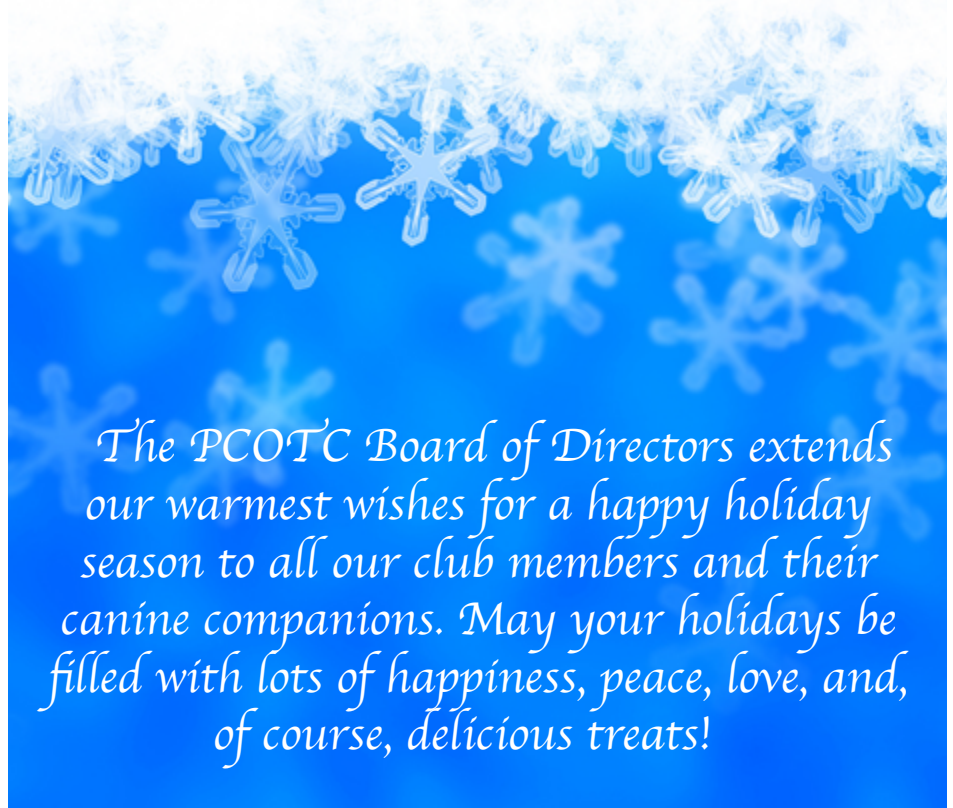 The PCOTC Board of Directors extends
our warmest wishes for a happy holiday
season to all our club members and their
canine companions. May your holidays be
filled with lots of happiness, peace, love, and,
of course, delicious treats!